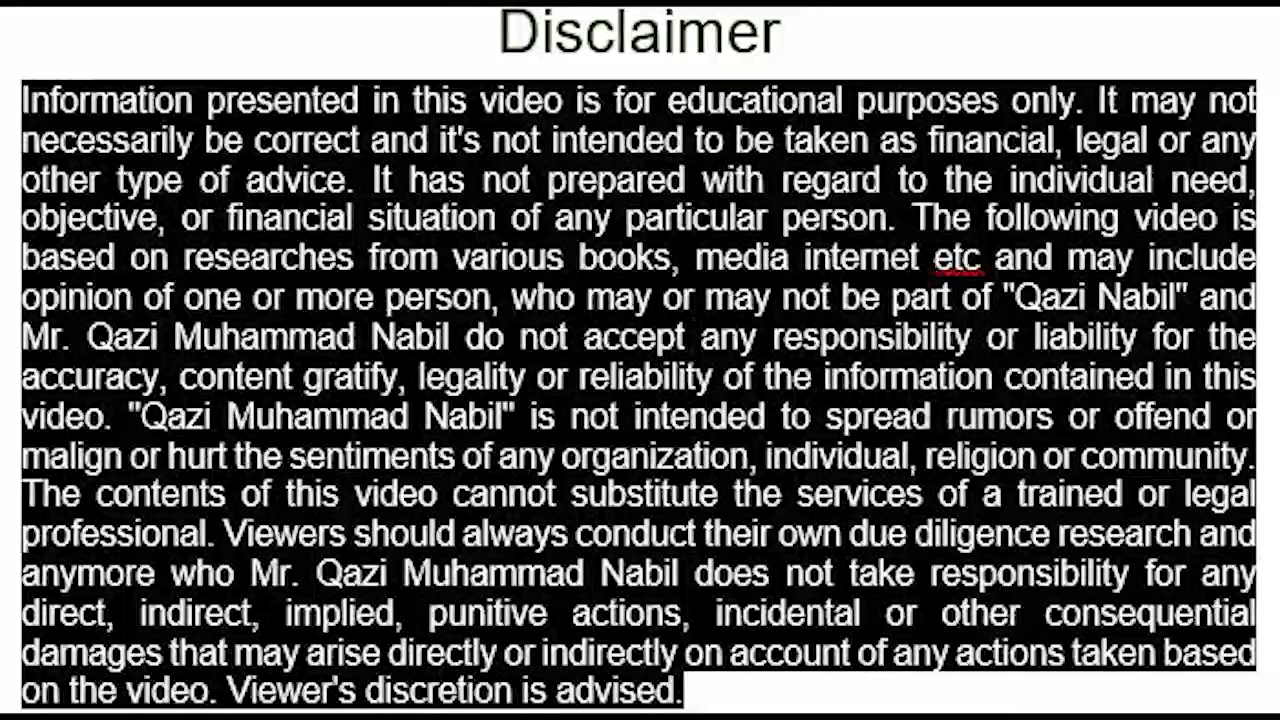 Disclaimer
Information presented in this video is for educational purposes only. It may not
necessarily be correct and it's not intended to be taken as financial, legal or any
other type of advice. It has not prepared with regard to the individual need,
objective, or financial situation of any particular person. The following video is
based on researches from various books, media internet etc and may include
opinion of one or more person, who may or may not be part of "Qazi Nabil" and
Mr. Qazi Muhammad Nabil do not accept any responsibility or liability for the
accuracy, content gratify, legality or reliability of the information contained in this
video. "Qazi Muhammad Nabil" is not intended to spread rumors or offend or
malign or hurt the sentiments of any organization, individual, religion or community.
The contents of this video cannot substitute the services of a trained or legal
professional. Viewers should always conduct their own due diligence research and
anymore who Mr. Qazi Muhammad Nabil does not take responsibility for any
direct, indirect, implied, punitive actions, incidental or other consequential
damages that may arise directly or indirectly on account of any actions taken based
on the video. Viewer's discretion is advised.